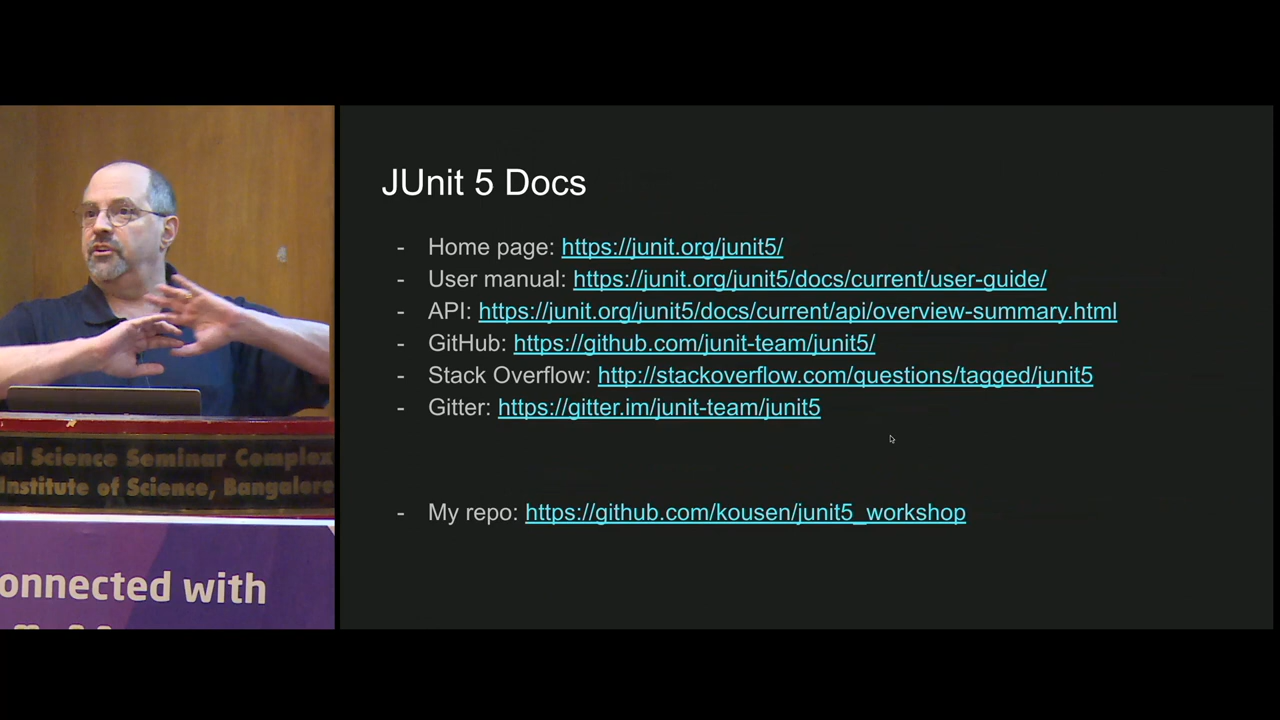 JUnit 5 Docs
- Home page: https://junit.org/junit5/
- User manual: https://junit.org/junit5/docs/current/user-guide/
- API: https://junit.org/junit5/docs/current/api/overview-summary.html
- GitHub: https://github.com/junit-team/junit5/
- Stack Overflow: http://stackoverflow.com/questions/tagged/junit5
- Gitter: https://gitter.im/junit-team/junit5
- My repo: https://github.com/kousen/junit5_workshop
al Science Seminar Complex
Institute of Science, Bangalore
onnected with